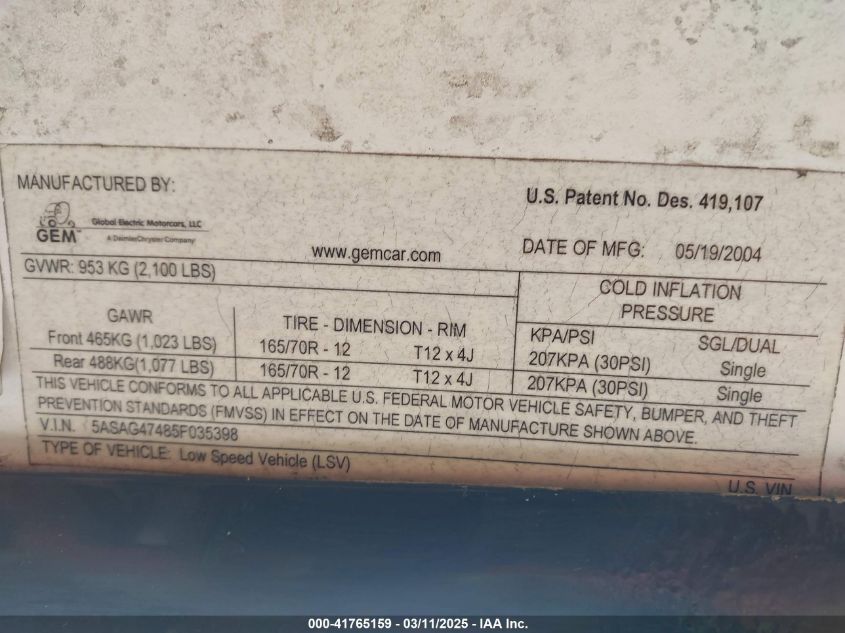 MANUFACTURED BY:
U.S. Patent No. Des. 419,107
GEM™
Global Electric Motorcars, LLC
A DaimlerChrysler Company
www.gemcar.com
DATE OF MFG: 05/19/2004
GVWR: 953 KG (2,100 LBS)
COLD INFLATION
PRESSURE
GAWR
TIRE - DIMENSION - RIM
KPA/PSI SGL/DUAL
Front 465KG (1,023 LBS) 165/70R - 12 T12 x 4J 207KPA (30PSI) Single
Rear 488KG(1,077 LBS) 165/70R - 12 T12 x 4J 207KPA (30PSI) Single
THIS VEHICLE CONFORMS TO ALL APPLICABLE U.S. FEDERAL MOTOR VEHICLE SAFETY, BUMPER, AND THEFT
PREVENTION STANDARDS (FMVSS) IN EFFECT ON THE DATE OF MANUFACTURE SHOWN ABOVE.
V.I.N. 5ASAG47485F035398
TYPE OF VEHICLE: Low Speed Vehicle (LSV)
U.S. VIN
000-41765159 - 03/11/2025 - IAA Inc.